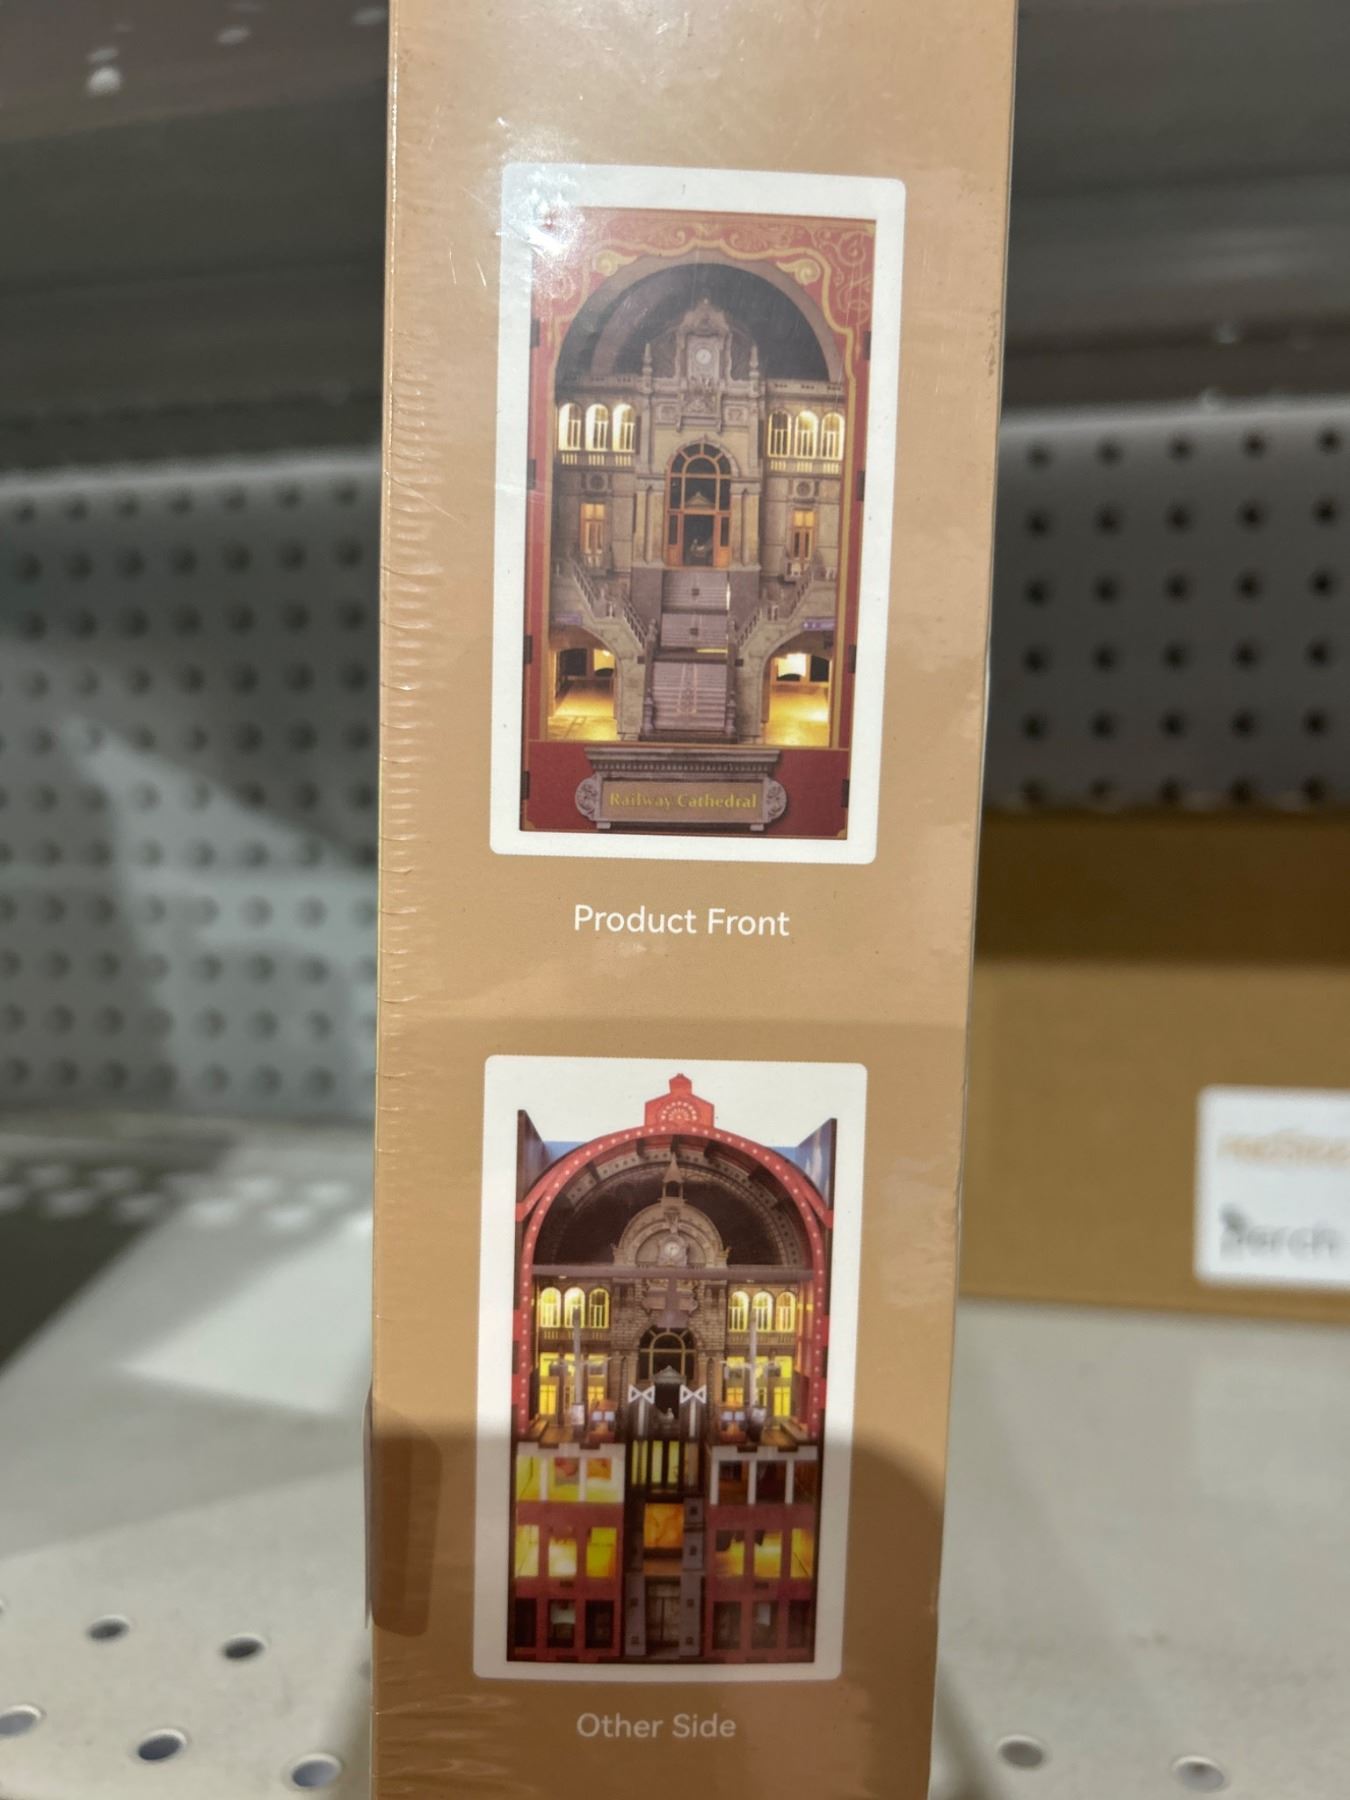 Railway Cathedral
Product Front
Other Side